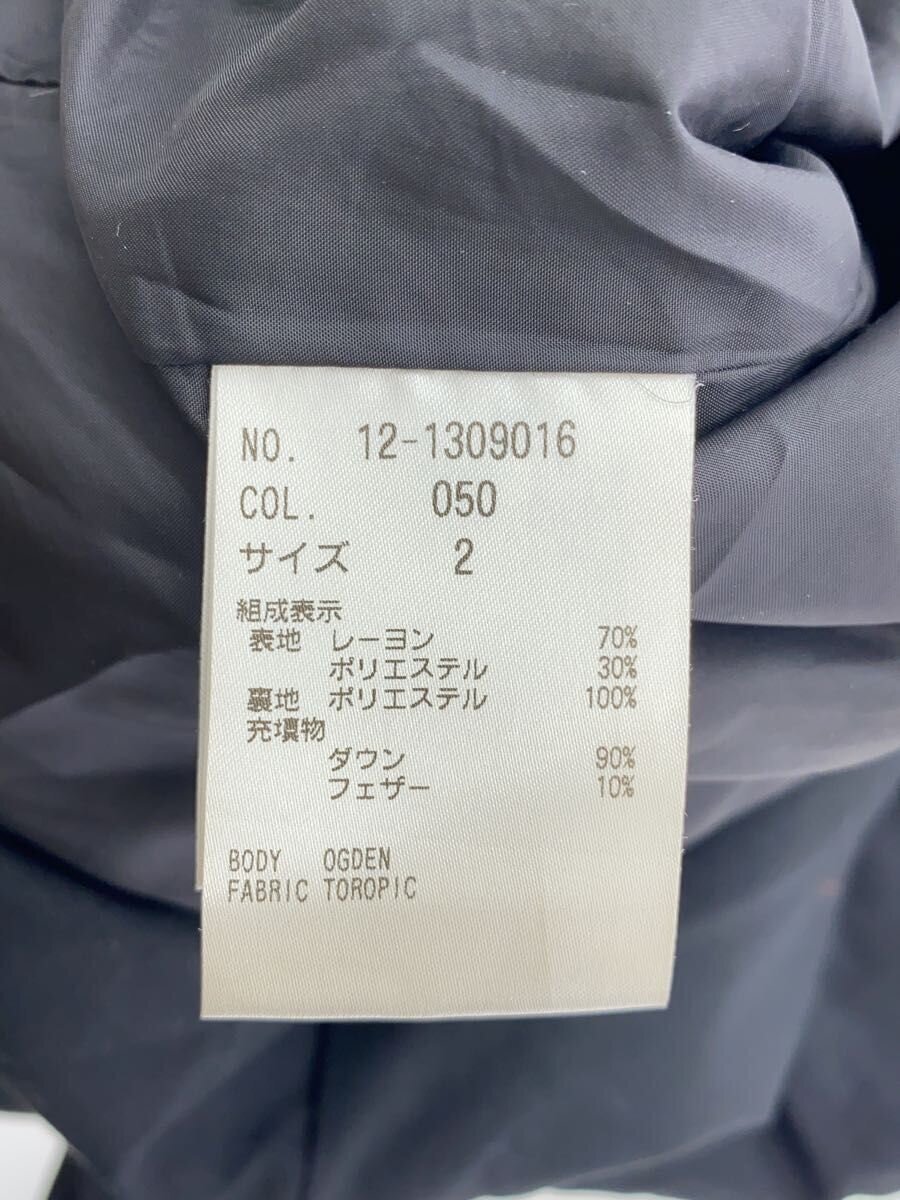 NO. 12-1309016
COL. 050
サイズ 2
組成表示
表地 レーヨン 70%
ポリエステル 30%
裏地 ポリエステル 100%
充填物
ダウン 90%
フェザー 10%
BODY OGDEN
FABRIC TOROPIC